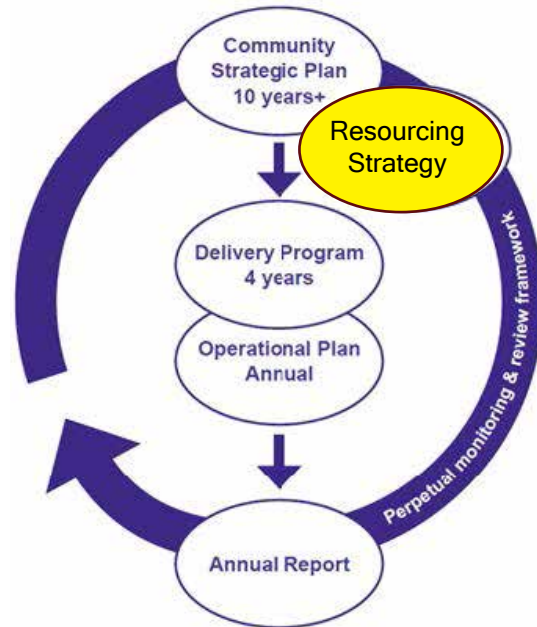 Community
Strategic Plan
10 years+
Resourcing
Strategy
Delivery Program
4 years
Operational Plan
Annual
Perpetual monitoring & review framework
Annual Report